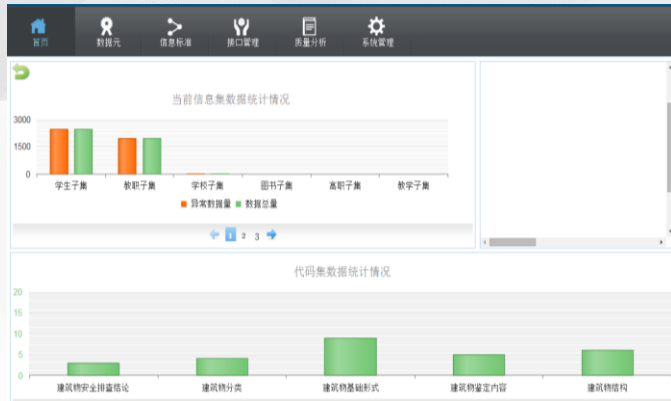 首页 数据元 信息标准 接口管理 质量分析 系统管理
当前信息集数据统计情况
3000
1500
0
学生子集 教职子集 学校子集 图书子集 高职子集 教学子集
异常数据量 数据总量
1 2 3
代码集数据统计情况
20
15
10
5
0
建筑物安全排查结论 建筑物分类 建筑物基础形式 建筑物鉴定内容 建筑物结构